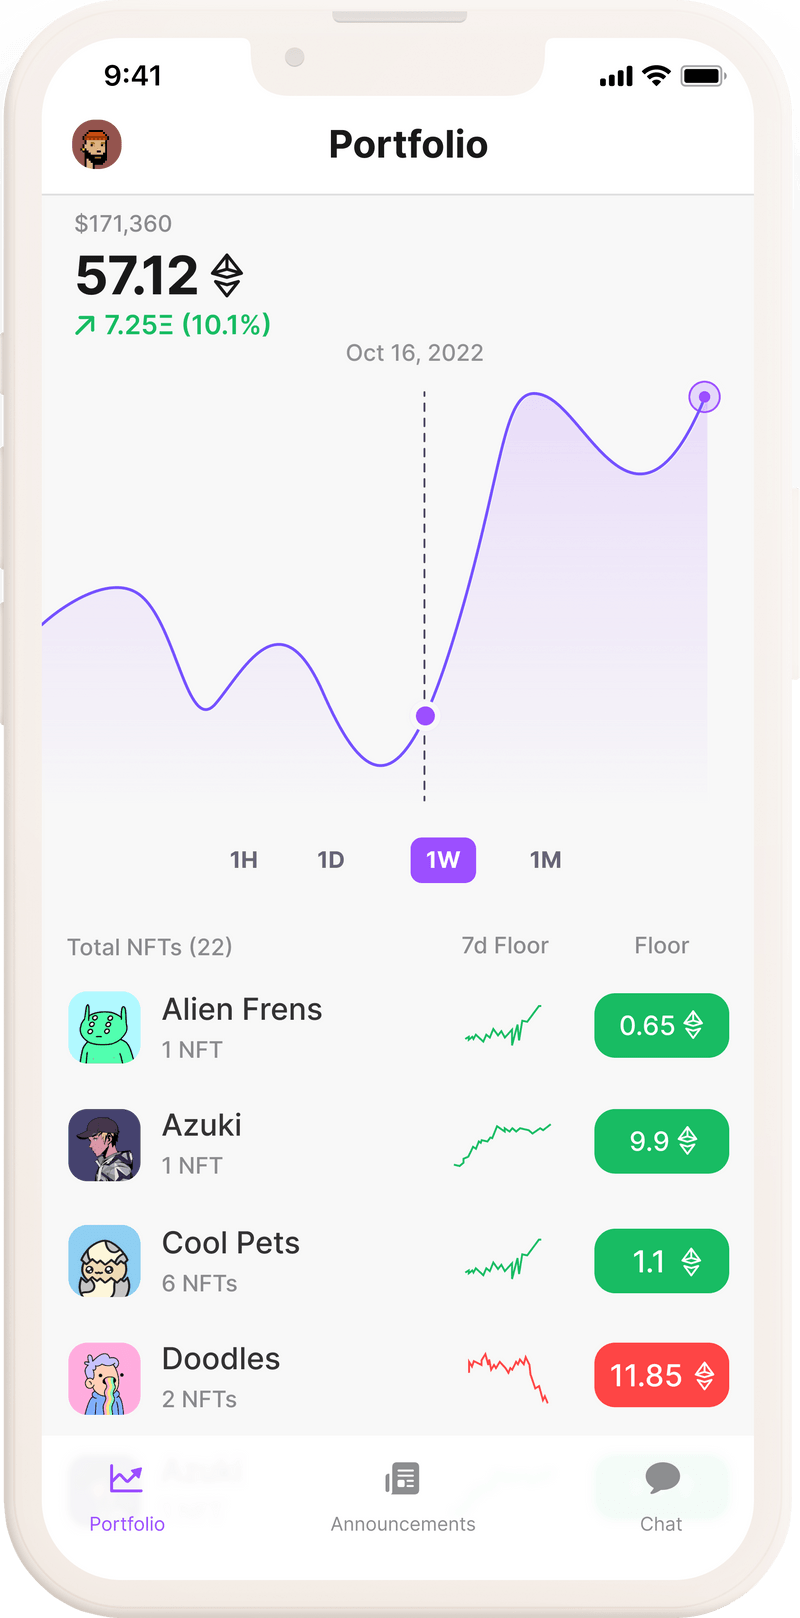 9:41
Portfolio
$171,360
57.12
7.25Ξ (10.1%)
Oct 16, 2022
1H 1D 1W 1M
Total NFTs (22) 7d Floor Floor
Alien Frens
1 NFT
0.65
Azuki
1 NFT
9.9
Cool Pets
6 NFTs
1.1
Doodles
2 NFTs
11.85
Azuki
Portfolio Announcements Chat